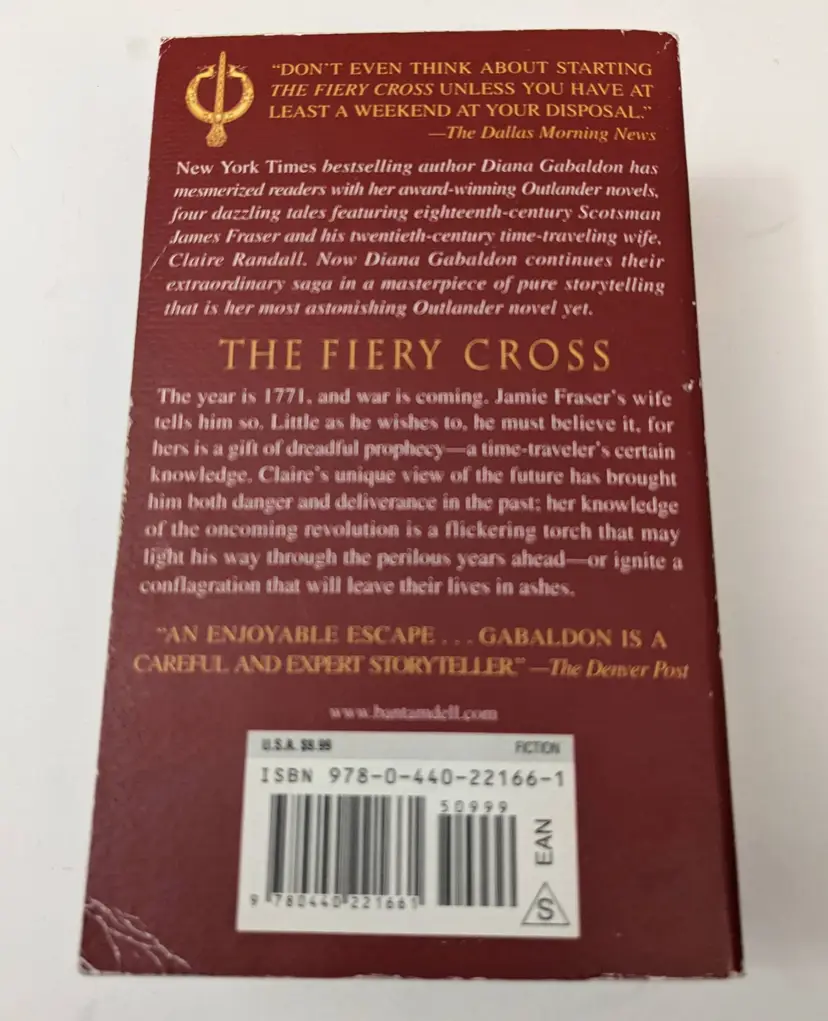 “DON’T EVEN THINK ABOUT STARTING
THE FIERY CROSS UNLESS YOU HAVE AT
LEAST A WEEKEND AT YOUR DISPOSAL.”
—The Dallas Morning News
New York Times bestselling author Diana Gabaldon has
mesmerized readers with her award-winning Outlander novels,
four dazzling tales featuring eighteenth-century Scotsman
James Fraser and his twentieth-century time-traveling wife,
Claire Randall. Now Diana Gabaldon continues their
extraordinary saga in a masterpiece of pure storytelling
that is her most astonishing Outlander novel yet.
THE FIERY CROSS
The year is 1771, and war is coming. Jamie Fraser’s wife
tells him so. Little as he wishes to, he must believe it, for
hers is a gift of dreadful prophecy—a time-traveler’s certain
knowledge. Claire’s unique view of the future has brought
him both danger and deliverance in the past; her knowledge
of the oncoming revolution is a flickering torch that may
light his way through the perilous years ahead—or ignite a
conflagration that will leave their lives in ashes.
“AN ENJOYABLE ESCAPE . . . GABALDON IS A
CAREFUL AND EXPERT STORYTELLER.” —The Denver Post
www.bantamdell.com
U.S.A. $9.99 FICTION
ISBN 978-0-440-22166-1
50999
EAN
9 780440 221661
S